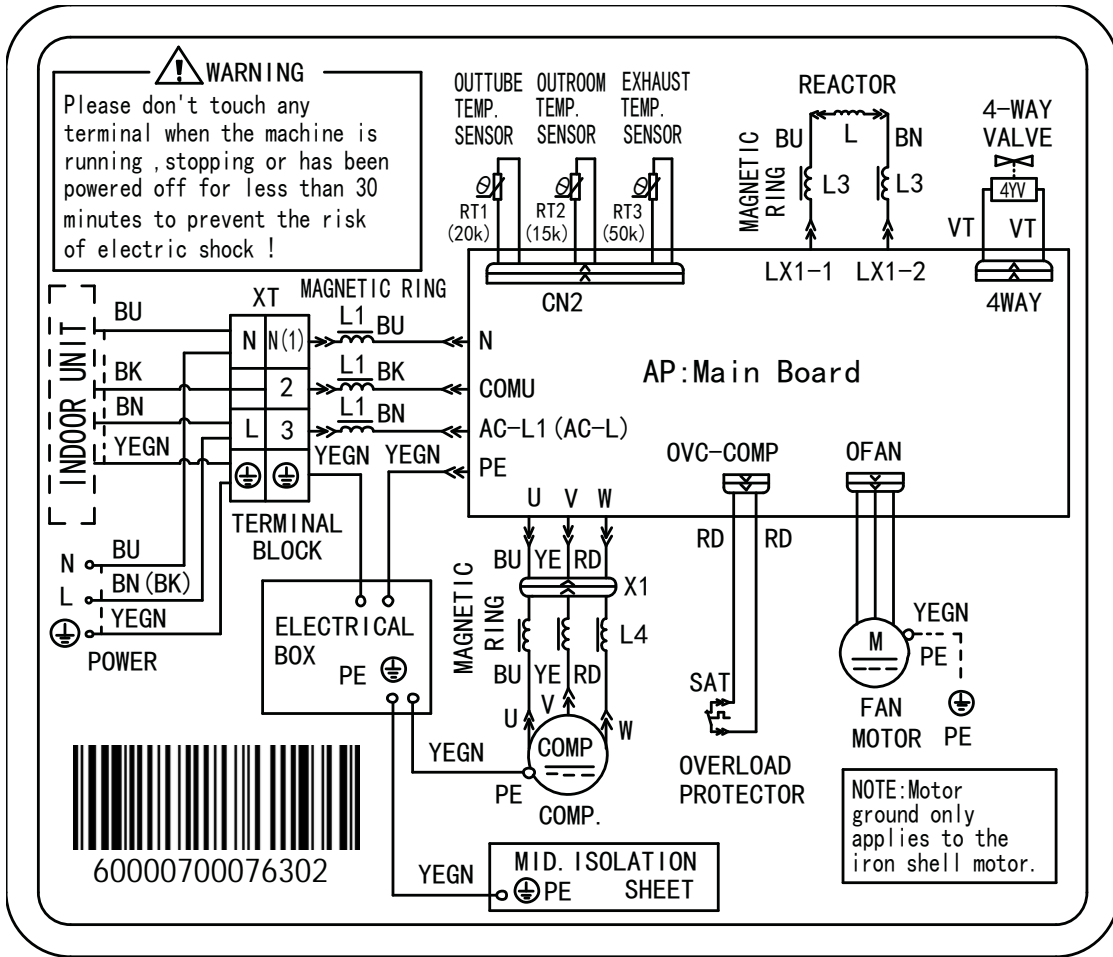 WARNING
Please don't touch any
terminal when the machine is
running , stopping or has been
powered off for less than 30
minutes to prevent the risk
of electric shock !
OUTTUBE
TEMP.
SENSOR
OUTROOM
TEMP.
SENSOR
EXHAUST
TEMP.
SENSOR
RT1
(20k)
RT2
(15k)
RT3
(50k)
CN2
REACTOR
BU
L
BN
MAGNETIC
RING
L3
L3
LX1-1
LX1-2
4-WAY
VALVE
4YV
VT
VT
4WAY
INDOOR UNIT
BU
BK
BN
YEGN
XT
N
N(1)
2
L
3
TERMINAL
BLOCK
MAGNETIC RING
L1
BU
L1
BK
L1
BN
YEGN
YEGN
N
COMU
AC-L1(AC-L)
PE
AP:Main Board
N
BU
L
BN(BK)
YEGN
POWER
ELECTRICAL
BOX
PE
U
V
W
BU
YE
RD
X1
MAGNETIC
RING
L4
BU
YE
RD
U
V
W
COMP
YEGN
PE
COMP.
OVC-COMP
RD
RD
SAT
OVERLOAD
PROTECTOR
OFAN
M
YEGN
PE
FAN
MOTOR
PE
NOTE:Motor
ground only
applies to the
iron shell motor.
YEGN
MID. ISOLATION
PE
SHEET
60000700076302